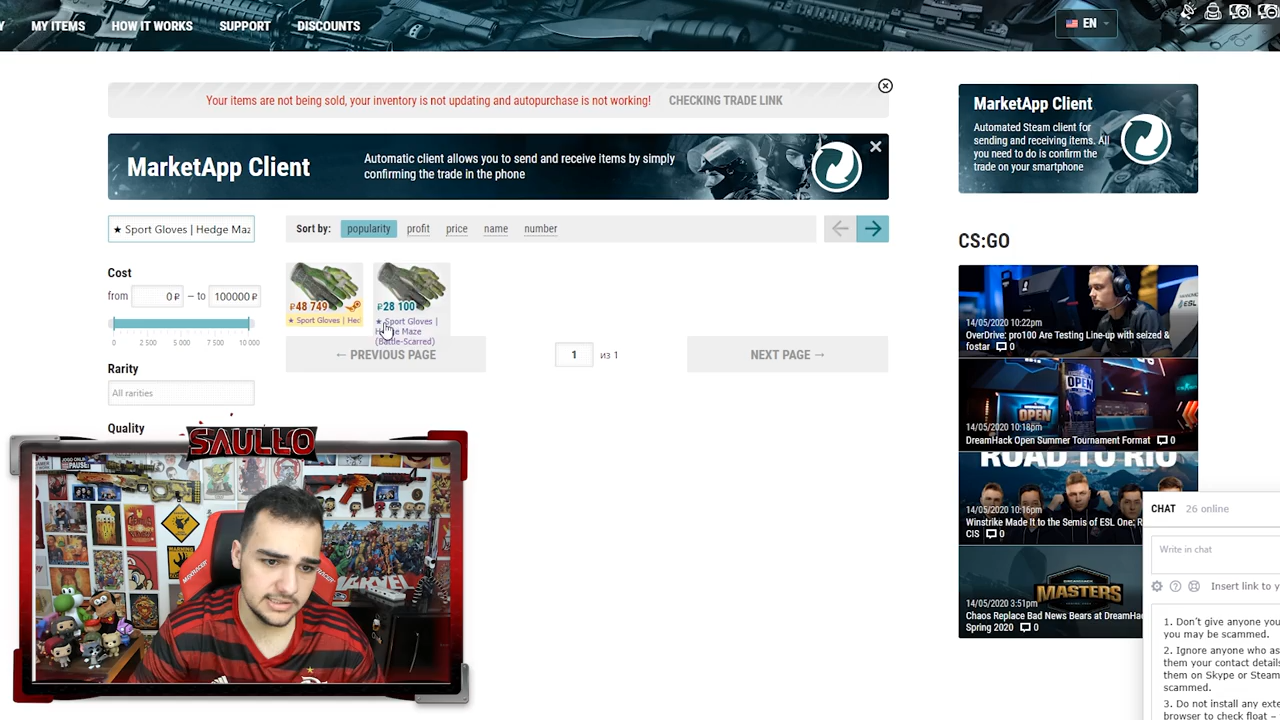 Y MY ITEMS HOW IT WORKS SUPPORT DISCOUNTS EN
Your items are not being sold, your inventory is not updating and autopurchase is not working! CHECKING TRADE LINK
MarketApp Client
Automatic client allows you to send and receive items by simply
confirming the trade in the phone
MarketApp Client
Automated Steam client for
sending and receiving items. All
you need to do is confirm the
trade on your smartphone
★ Sport Gloves | Hedge Maz
Sort by: popularity profit price name number
Cost
from 0₽ – to 100000₽
0 2 500 5 000 7 500 10 000
Rarity
All rarities
Quality
₽48 749
★ Sport Gloves | Hec
₽28 100
★ Sport Gloves |
Hedge Maze
(Battle-Scarred)
← PREVIOUS PAGE 1 из 1 NEXT PAGE →
CS:GO
14/05/2020 10:22pm
OverDrive: pro100 Are Testing Line-up with seized &
fostar 0
OPEN
OPEN
14/05/2020 10:18pm
DreamHack Open Summer Tournament Format 0
ROAD TO RIO
14/05/2020 10:16pm
Winstrike Made It to the Semis of ESL One: R
CIS 0
MASTERS
14/05/2020 3:51pm
Chaos Replace Bad News Bears at DreamHa
Spring 2020 0
CHAT 26 online
Write in chat
Insert link to y
1. Don't give anyone you
you may be scammed.
2. Ignore anyone who as
them your contact details
them on Skype or Steam
scammed.
3. Do not install any exte
browser to check float –
SAULLO
WARNING
MARVEL